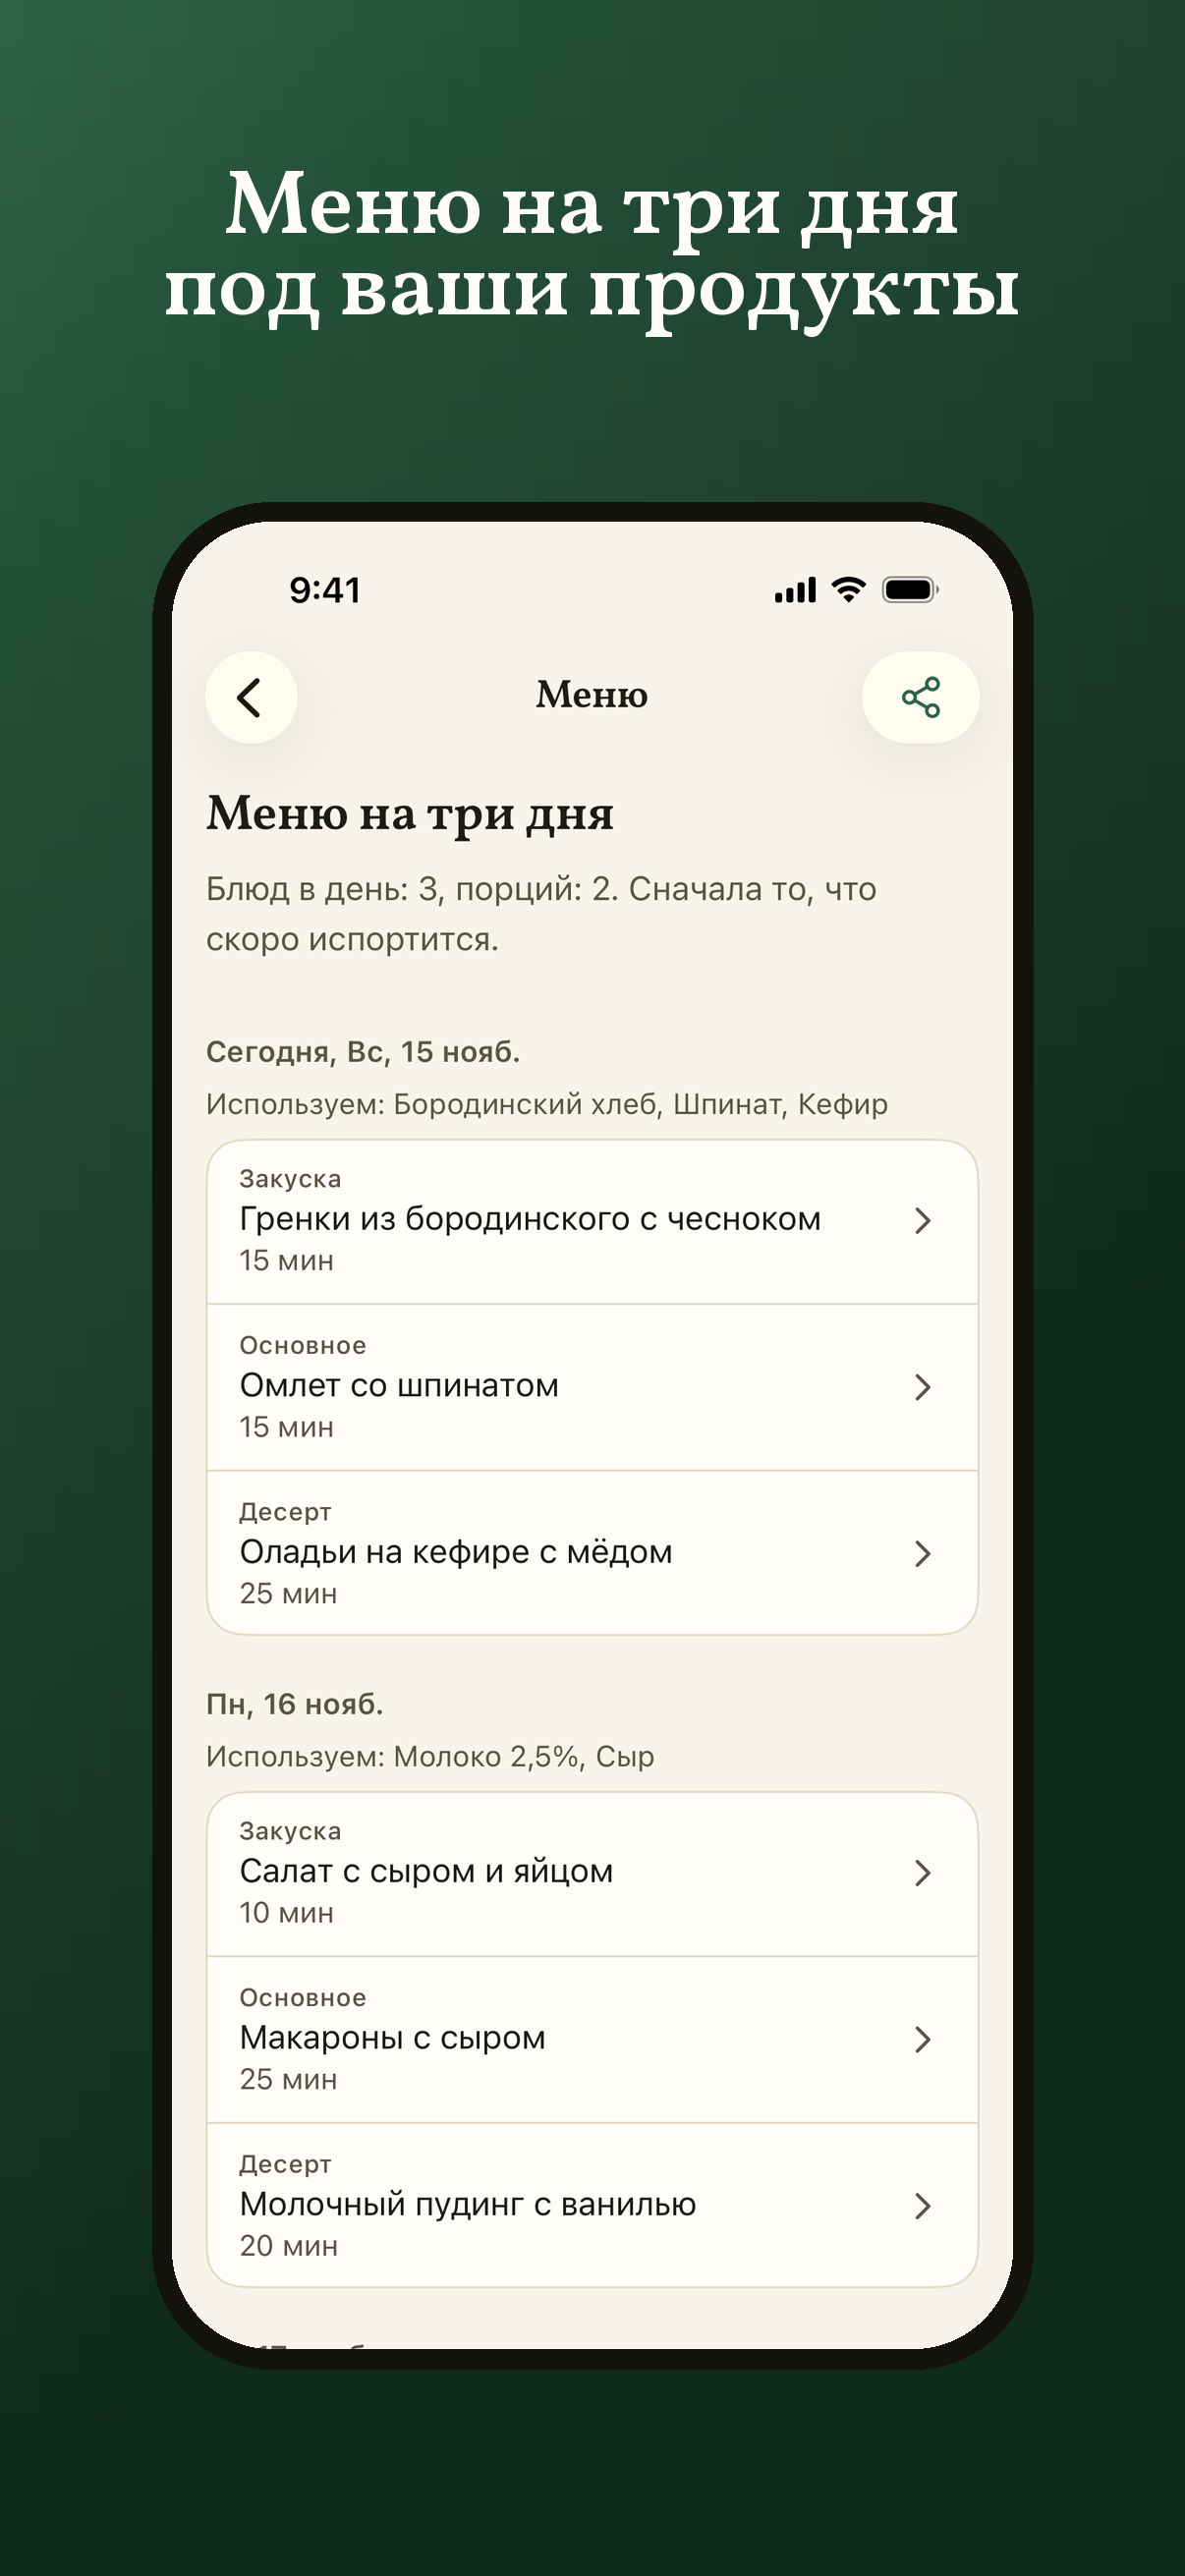 Меню на три дня
под ваши продукты
9:41
Меню
Меню на три дня
Блюд в день: 3, порций: 2. Сначала то, что
скоро испортится.
Сегодня, Вс, 15 нояб.
Используем: Бородинский хлеб, Шпинат, Кефир
Закуска
Гренки из бородинского с чесноком
15 мин
Основное
Омлет со шпинатом
15 мин
Десерт
Оладьи на кефире с мёдом
25 мин
Пн, 16 нояб.
Используем: Молоко 2,5%, Сыр
Закуска
Салат с сыром и яйцом
10 мин
Основное
Макароны с сыром
25 мин
Десерт
Молочный пудинг с ванилью
20 мин